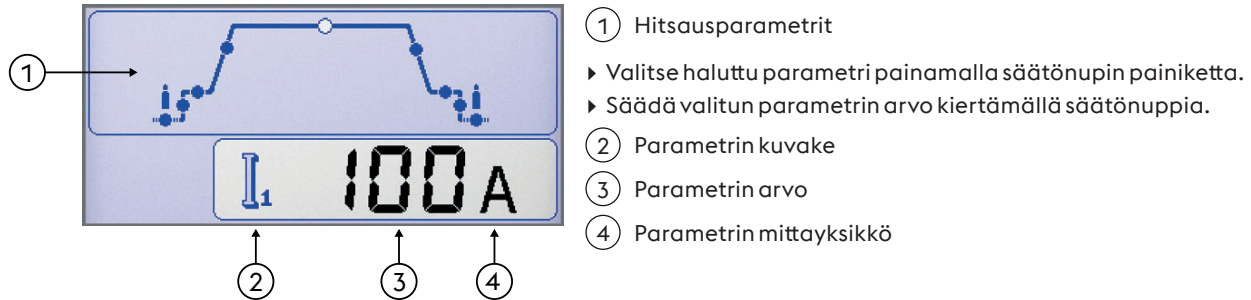 1 Hitsausparametrit
▸ Valitse haluttu parametri painamalla säätönupin painiketta.
▸ Säädä valitun parametrin arvo kiertämällä säätönuppia.
2 Parametrin kuvake
3 Parametrin arvo
4 Parametrin mittayksikkö
1
I1 100 A
2 3 4